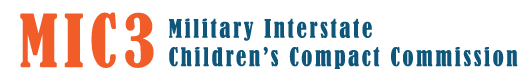 MIC3 Military Interstate
Children's Compact Commission